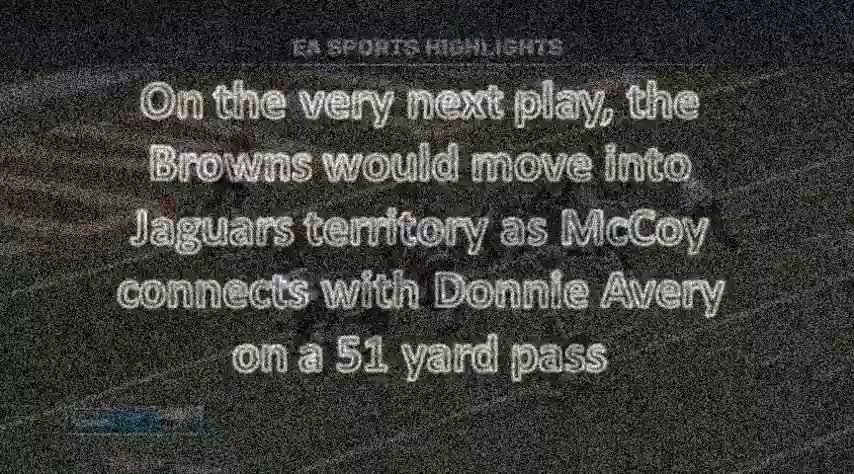 EA SPORTS HIGHLIGHTS
On the very next play, the
Browns would move into
Jaguars territory as McCoy
connects with Donnie Avery
on a 51 yard pass